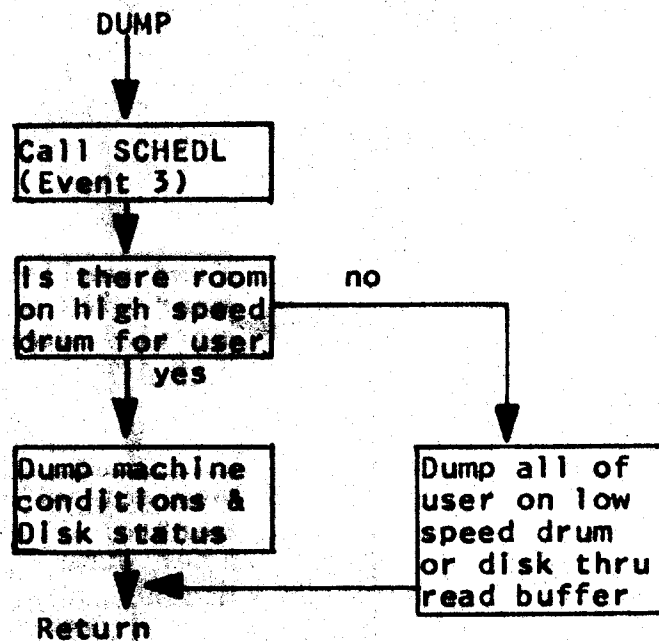 DUMP
Call SCHEDL
(Event 3)
Is there room
on high speed
drum for user
no
yes
Dump machine
conditions &
Disk status
Dump all of
user on low
speed drum
or disk thru
read buffer
Return